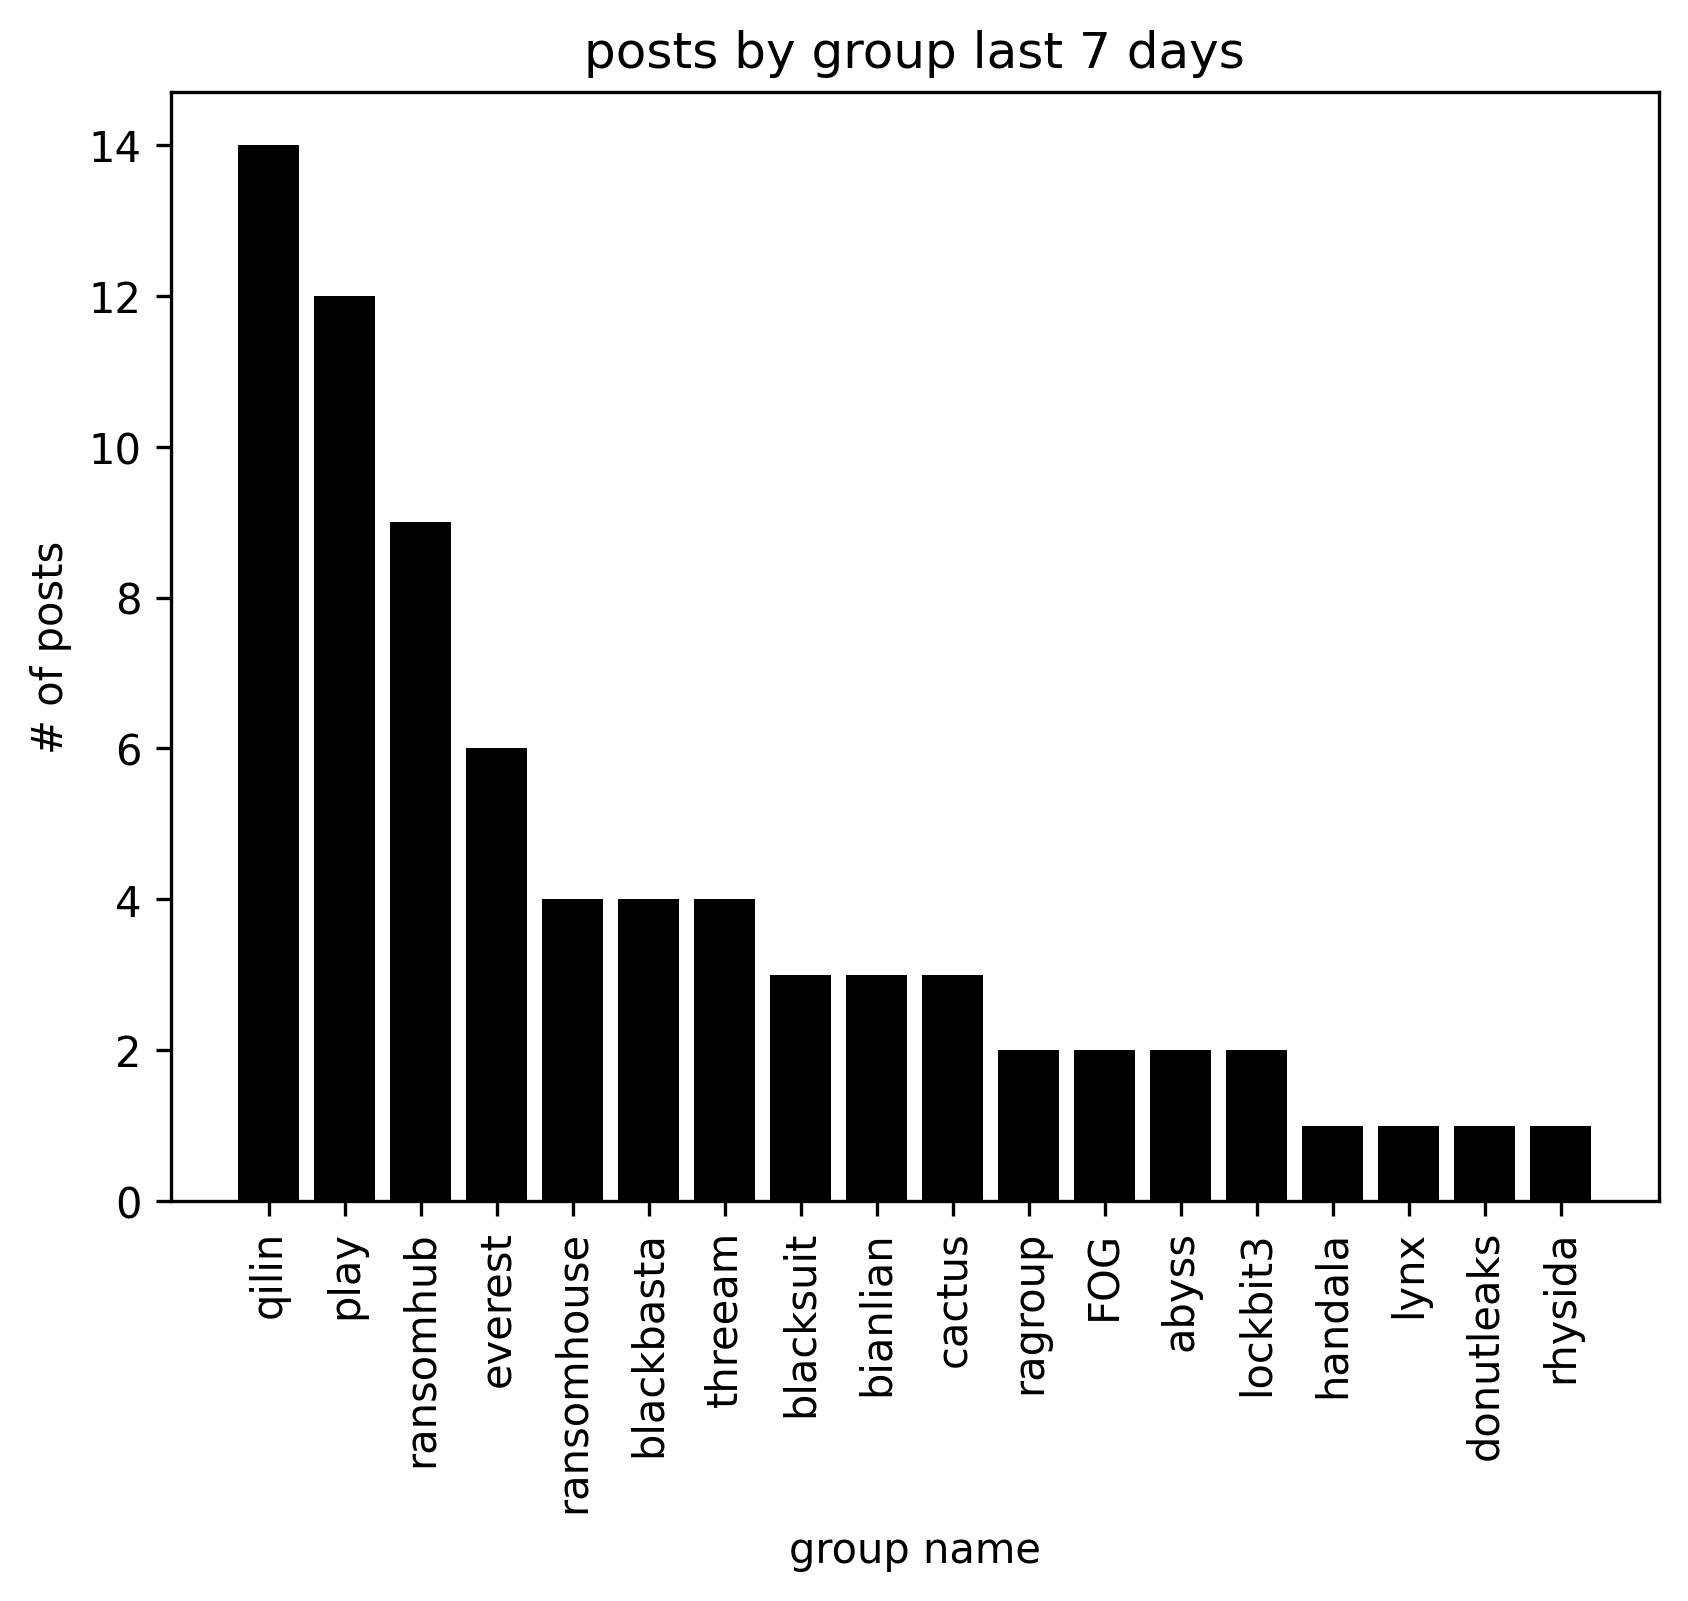 posts by group last 7 days
14
12
10
8
6
4
2
0
# of posts
qilin
play
ransomhub
everest
ransomhouse
blackbasta
threeam
blacksuit
bianlian
cactus
ragroup
FOG
abyss
lockbit3
handala
lynx
donutleaks
rhysida
group name